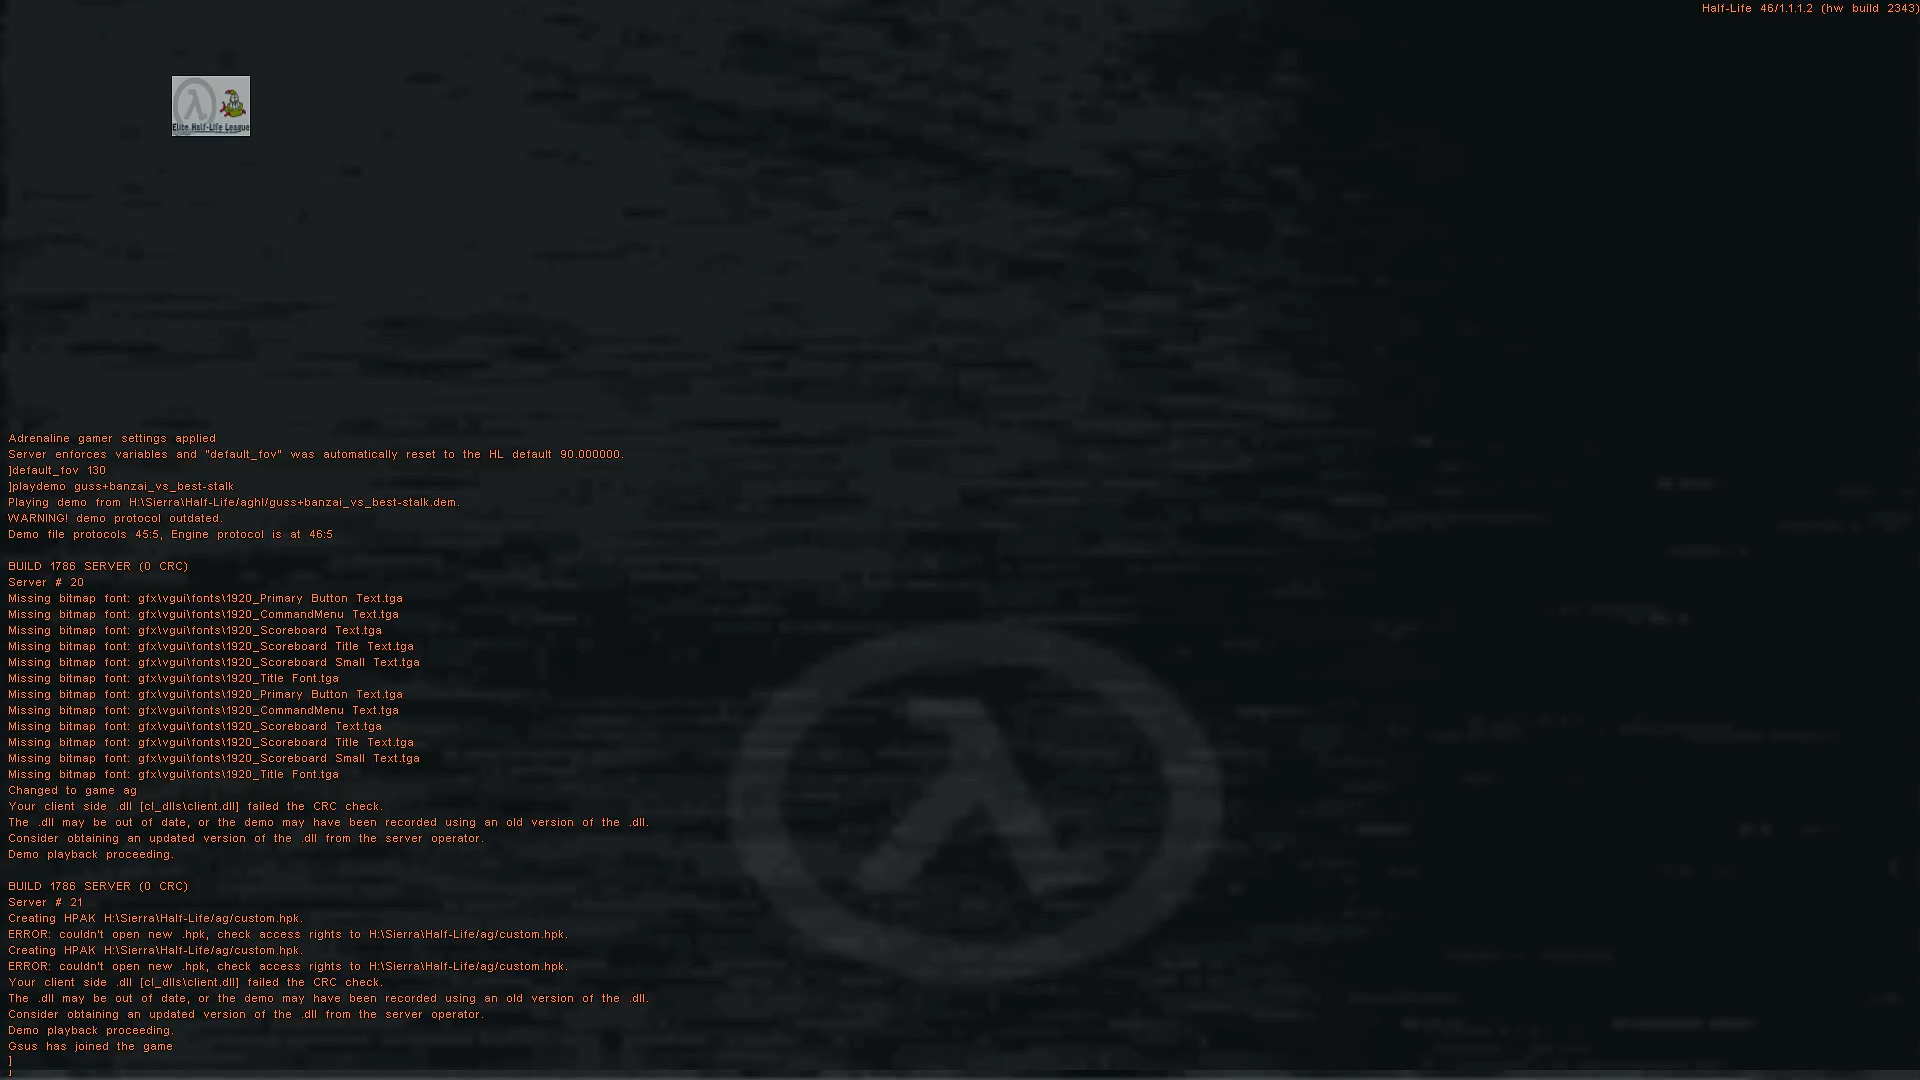 Half-Life 46/1.1.1.2 (hw build 2343)
Elite Half-Life League
Adrenaline gamer settings applied
Server enforces variables and "default_fov" was automatically reset to the HL default 90.000000.
]default_fov 130
]playdemo guss+banzai_vs_best-stalk
Playing demo from H:\Sierra\Half-Life/aghl/guss+banzai_vs_best-stalk.dem.
WARNING! demo protocol outdated.
Demo file protocols 45:5, Engine protocol is at 46:5
BUILD 1786 SERVER (0 CRC)
Server # 20
Missing bitmap font: gfx\vgui\fonts\1920_Primary Button Text.tga
Missing bitmap font: gfx\vgui\fonts\1920_CommandMenu Text.tga
Missing bitmap font: gfx\vgui\fonts\1920_Scoreboard Text.tga
Missing bitmap font: gfx\vgui\fonts\1920_Scoreboard Title Text.tga
Missing bitmap font: gfx\vgui\fonts\1920_Scoreboard Small Text.tga
Missing bitmap font: gfx\vgui\fonts\1920_Title Font.tga
Missing bitmap font: gfx\vgui\fonts\1920_Primary Button Text.tga
Missing bitmap font: gfx\vgui\fonts\1920_CommandMenu Text.tga
Missing bitmap font: gfx\vgui\fonts\1920_Scoreboard Text.tga
Missing bitmap font: gfx\vgui\fonts\1920_Scoreboard Title Text.tga
Missing bitmap font: gfx\vgui\fonts\1920_Scoreboard Small Text.tga
Missing bitmap font: gfx\vgui\fonts\1920_Title Font.tga
Changed to game ag
Your client side .dll [cl_dlls\client.dll] failed the CRC check.
The .dll may be out of date, or the demo may have been recorded using an old version of the .dll.
Consider obtaining an updated version of the .dll from the server operator.
Demo playback proceeding.
BUILD 1786 SERVER (0 CRC)
Server # 21
Creating HPAK H:\Sierra\Half-Life/ag/custom.hpk.
ERROR: couldn't open new .hpk, check access rights to H:\Sierra\Half-Life/ag/custom.hpk.
Creating HPAK H:\Sierra\Half-Life/ag/custom.hpk.
ERROR: couldn't open new .hpk, check access rights to H:\Sierra\Half-Life/ag/custom.hpk.
Your client side .dll [cl_dlls\client.dll] failed the CRC check.
The .dll may be out of date, or the demo may have been recorded using an old version of the .dll.
Consider obtaining an updated version of the .dll from the server operator.
Demo playback proceeding.
Gsus has joined the game
]
]